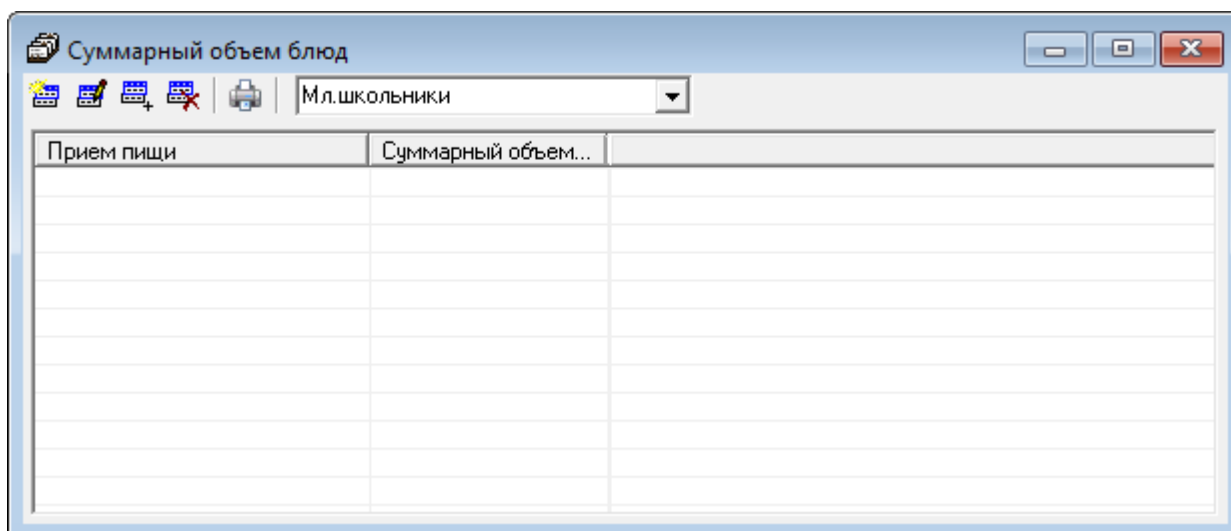 Суммарный объем блюд
Мл.школьники
Прием пищи Суммарный объем...